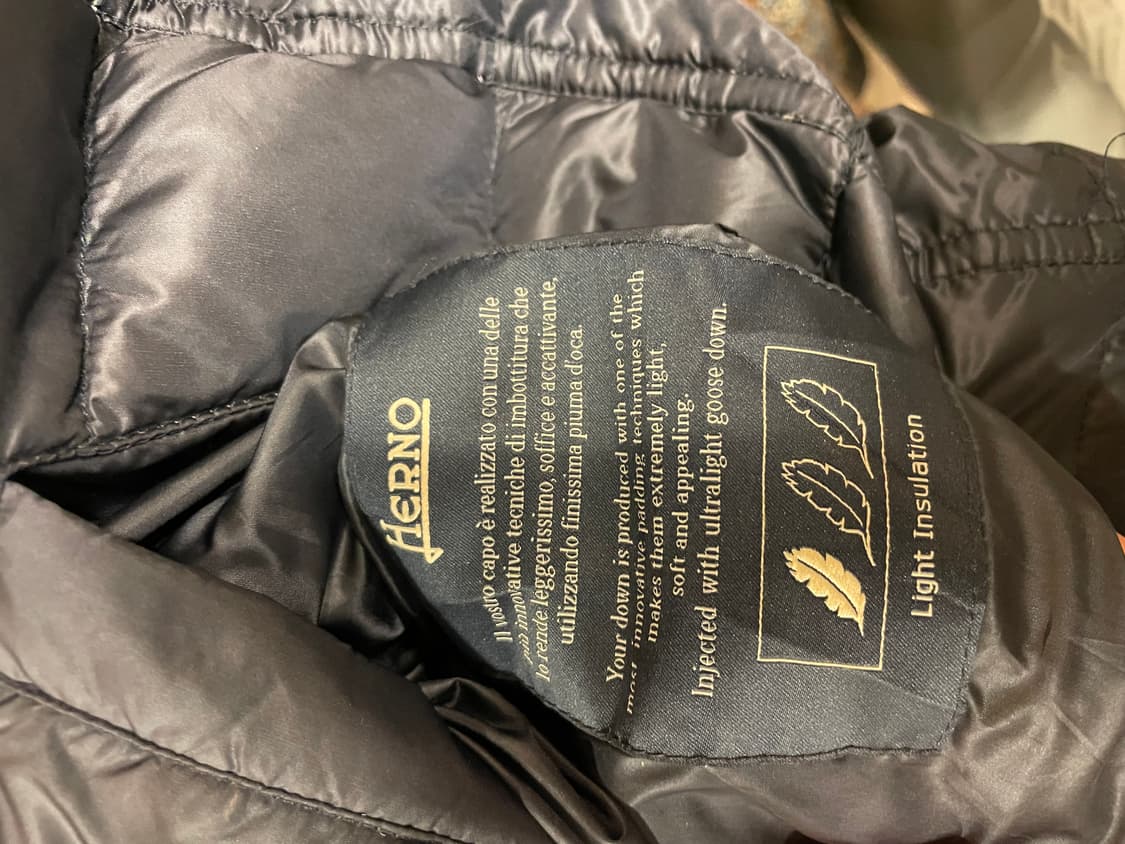 HERNO
Il vostro capo è realizzato con una delle
più innovative tecniche di imbottitura che
lo rende leggerissimo, soffice e accattivante,
utilizzando finissima piuma d'oca.
Your down is produced with one of the
most innovative padding techniques which
makes them extremely light,
soft and appealing.
Injected with ultralight goose down.
Light Insulation